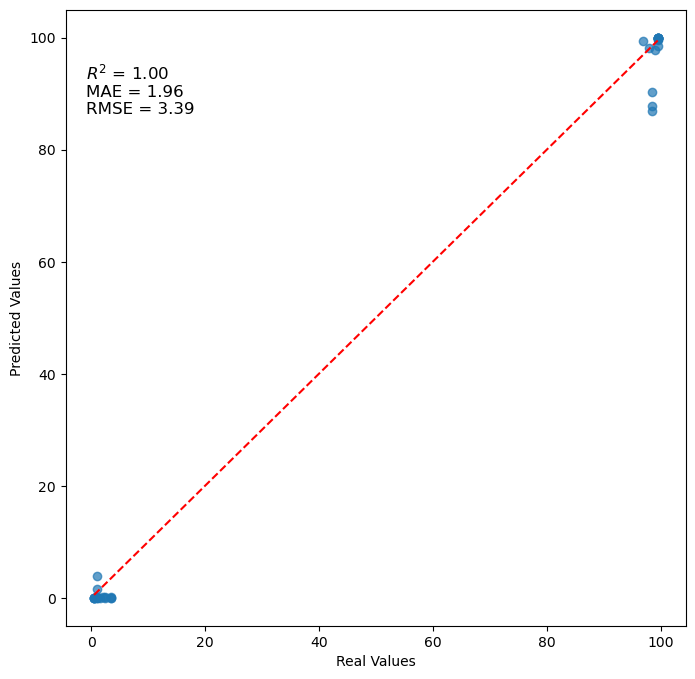 100
R² = 1.00
MAE = 1.96
RMSE = 3.39
80
60
40
20
0
Predicted Values
0 20 40 60 80 100
Real Values